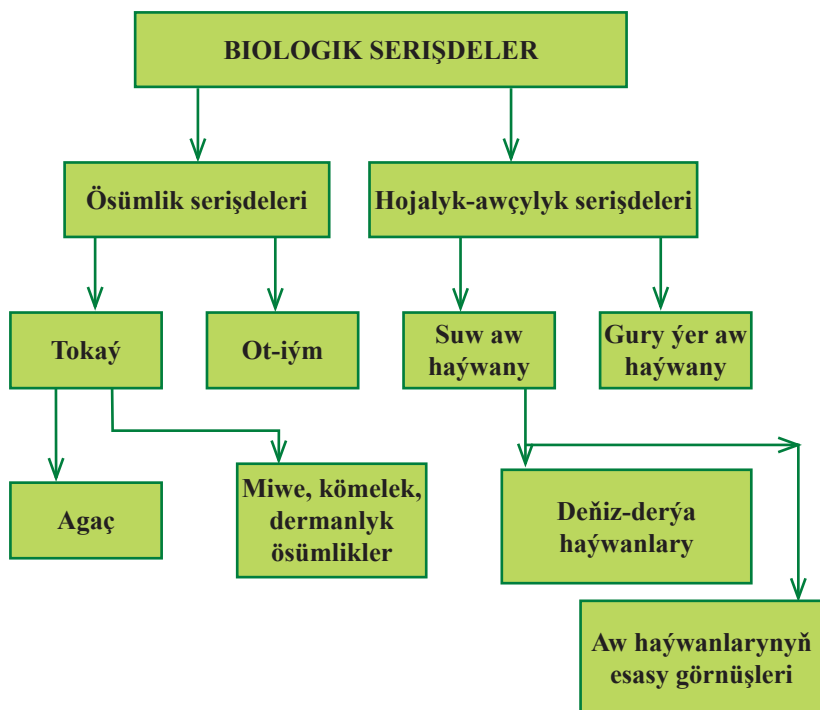 BIOLOGIK SERIŞDELER
Ösümlik serişdeleri
Hojalyk-awçylyk serişdeleri
Tokaý
Ot-iým
Suw aw
haýwany
Gury ýer aw
haýwany
Agaç
Miwe, kömelek,
dermanlyk
ösümlikler
Deňiz-derýa
haýwanlary
Aw haýwanlarynyň
esasy görnüşleri